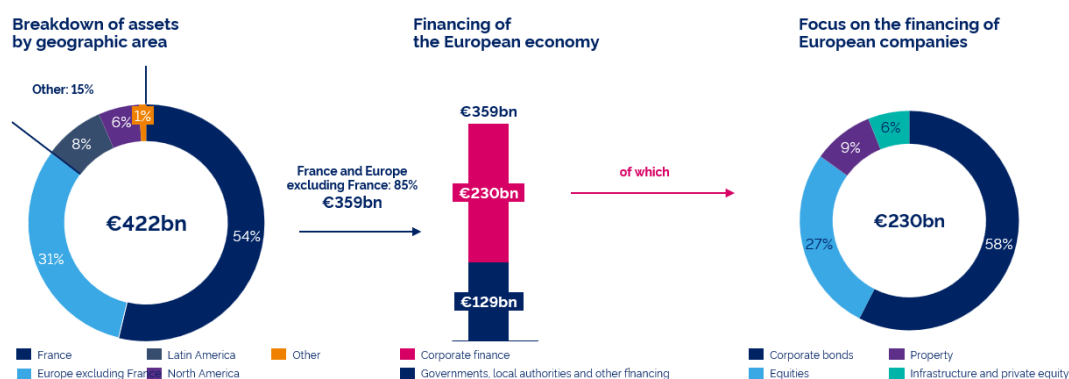 Breakdown of assets
by geographic area
Other: 15%
1%
6%
8%
31%
54%
€422bn
France and Europe
excluding France: 85%
€359bn
France
Latin America
Other
Europe excluding France
North America
Financing of
the European economy
€359bn
€230bn
€129bn
of which
Corporate finance
Governments, local authorities and other financing
Focus on the financing of
European companies
6%
9%
27%
58%
€230bn
Corporate bonds
Property
Equities
Infrastructure and private equity